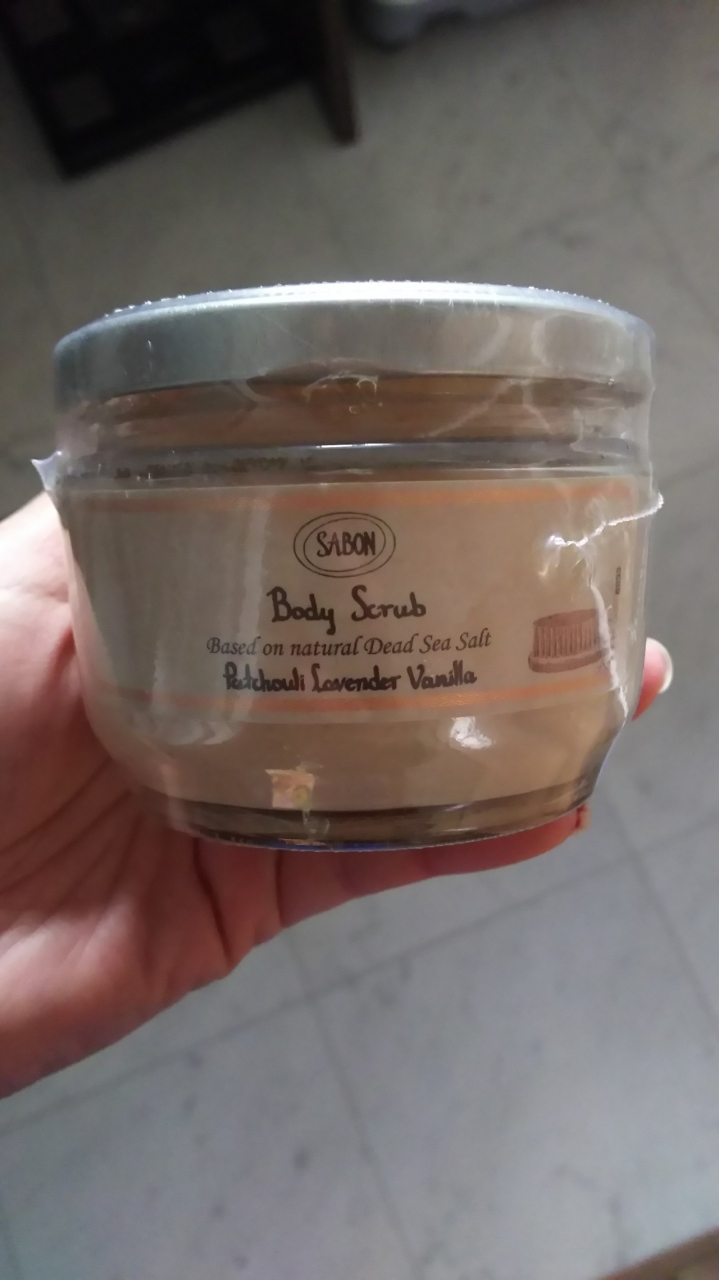 SABON
Body Scrub
Based on natural Dead Sea Salt
Patchouli Lavender Vanilla